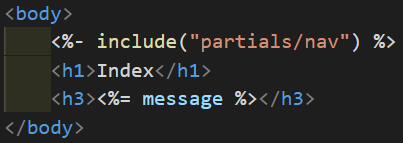 <body>
<%- include("partials/nav") %>
<h1>Index</h1>
<h3><%= message %></h3>
</body>